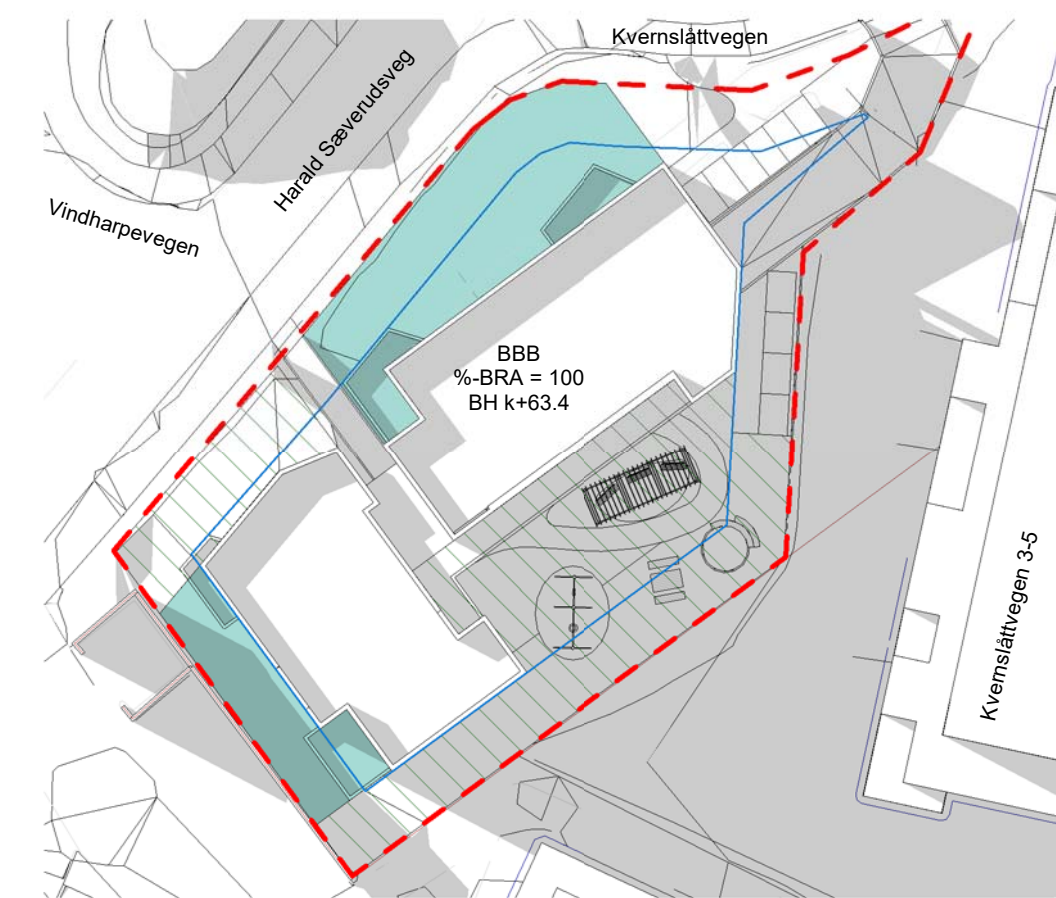 Kvernslåttvegen
Harald Sæverudsveg
Vindharpevegen
BBB
%-BRA = 100
BH k+63.4
Kvernslåttvegen 3-5